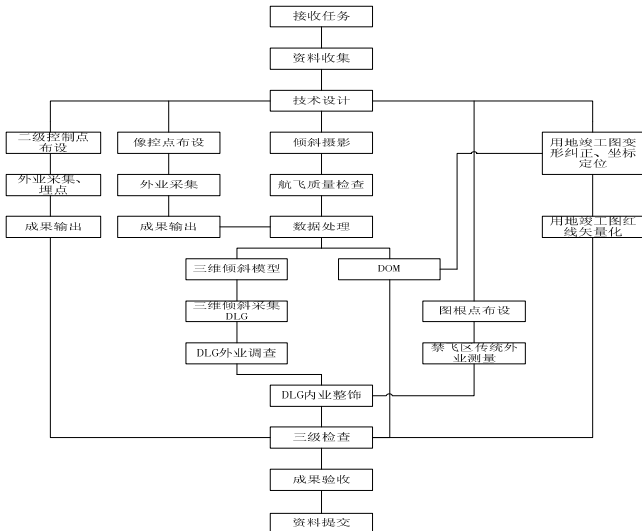 接收任务
资料收集
技术设计
二级控制点
布设
像控点布设
倾斜摄影
用地竣工图变
形纠正、坐标
定位
外业采集、
埋点
外业采集
航飞质量检查
成果输出
成果输出
数据处理
用地竣工图红
线矢量化
三维倾斜模型
DOM
三维倾斜采集
DLG
图根点布设
DLG外业调查
禁飞区传统外
业测量
DLG内业整饰
三级检查
成果验收
资料提交